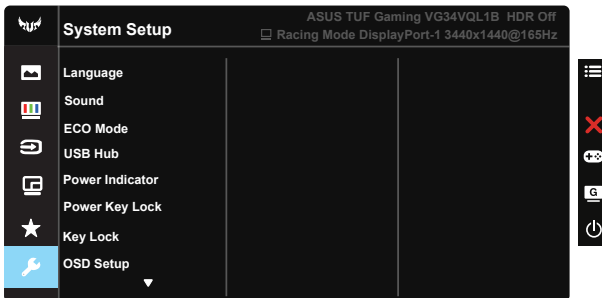 ASUS TUF Gaming VG34VQL1B HDR Off
System Setup
Racing Mode DisplayPort-1 3440x1440@165Hz
Language
Sound
ECO Mode
USB Hub
Power Indicator
Power Key Lock
Key Lock
OSD Setup
G